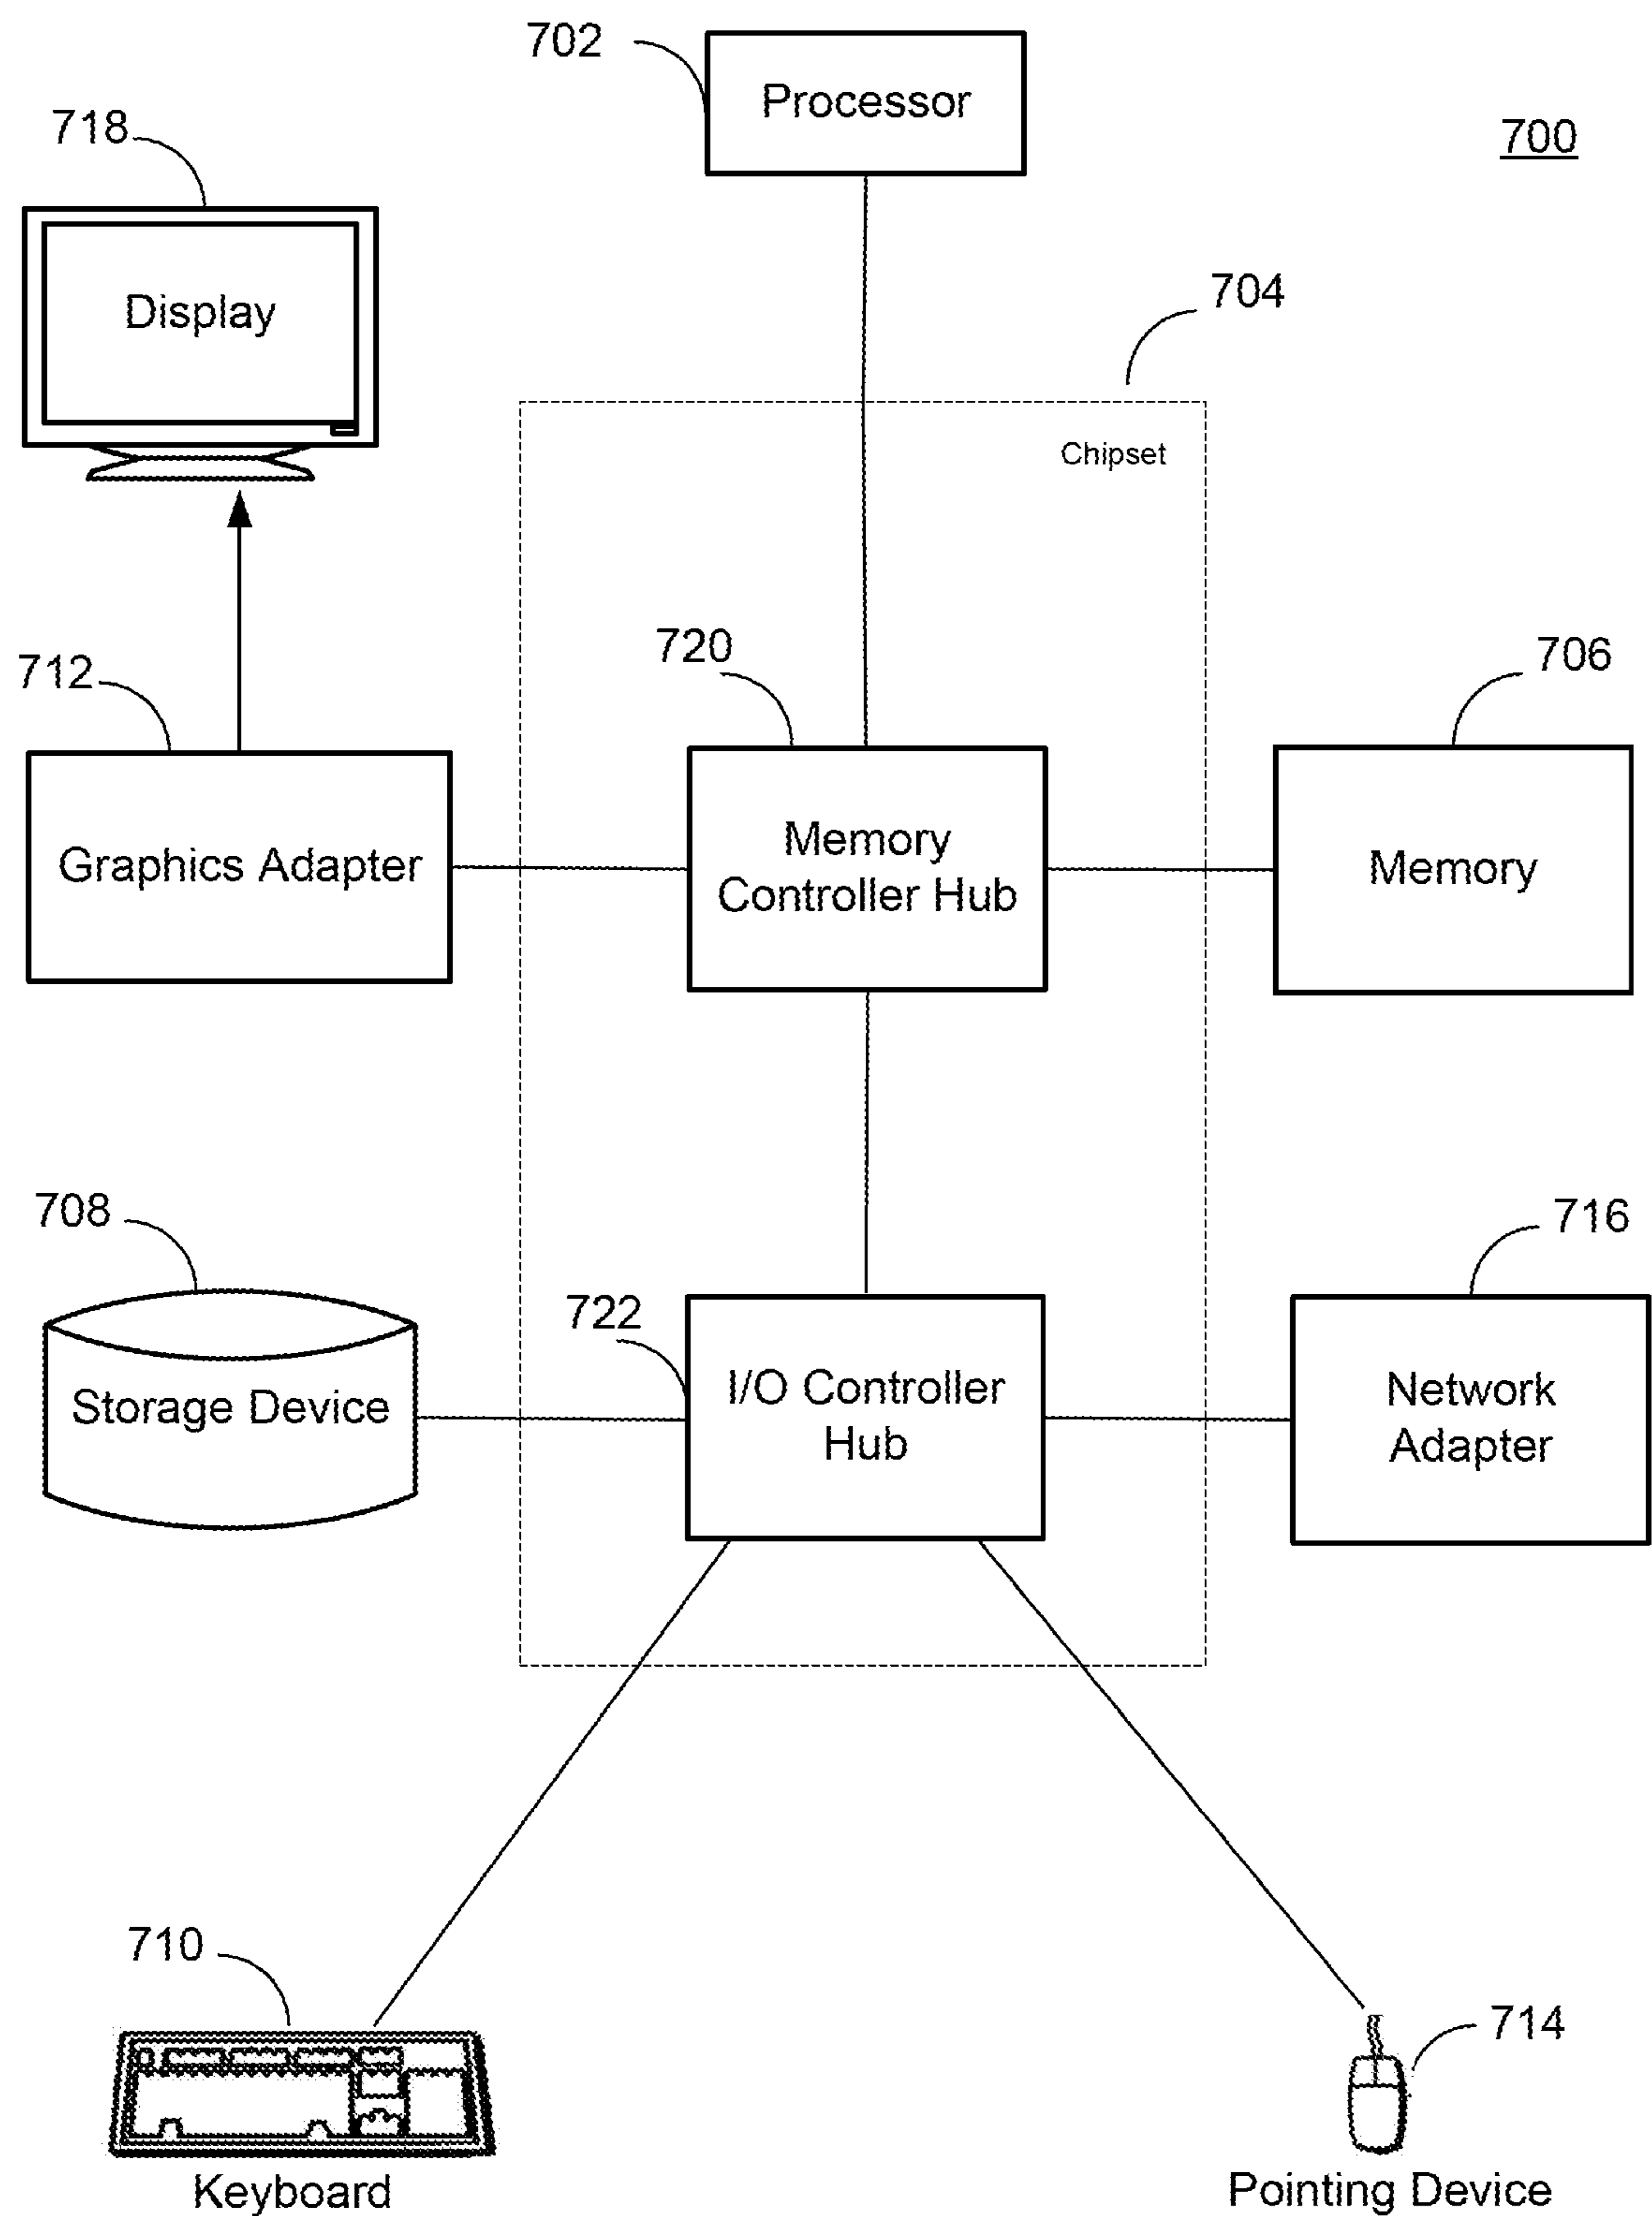 702
Processor
700
718
Display
704
Chipset
720
706
712
Memory
Controller Hub
Graphics Adapter
Memory
708
716
722
I/O Controller
Hub
Storage Device
Network
Adapter
710
714
Keyboard
Pointing Device